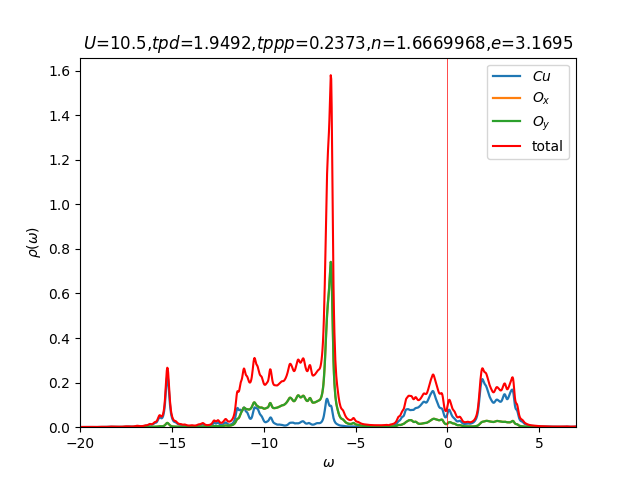 U=10.5,tpd=1.9492,tppp=0.2373,n=1.6669968,e=3.1695
Cu
O_x
O_y
total
ρ(ω)
1.6
1.4
1.2
1.0
0.8
0.6
0.4
0.2
0.0
−20 −15 −10 −5 0 5
ω